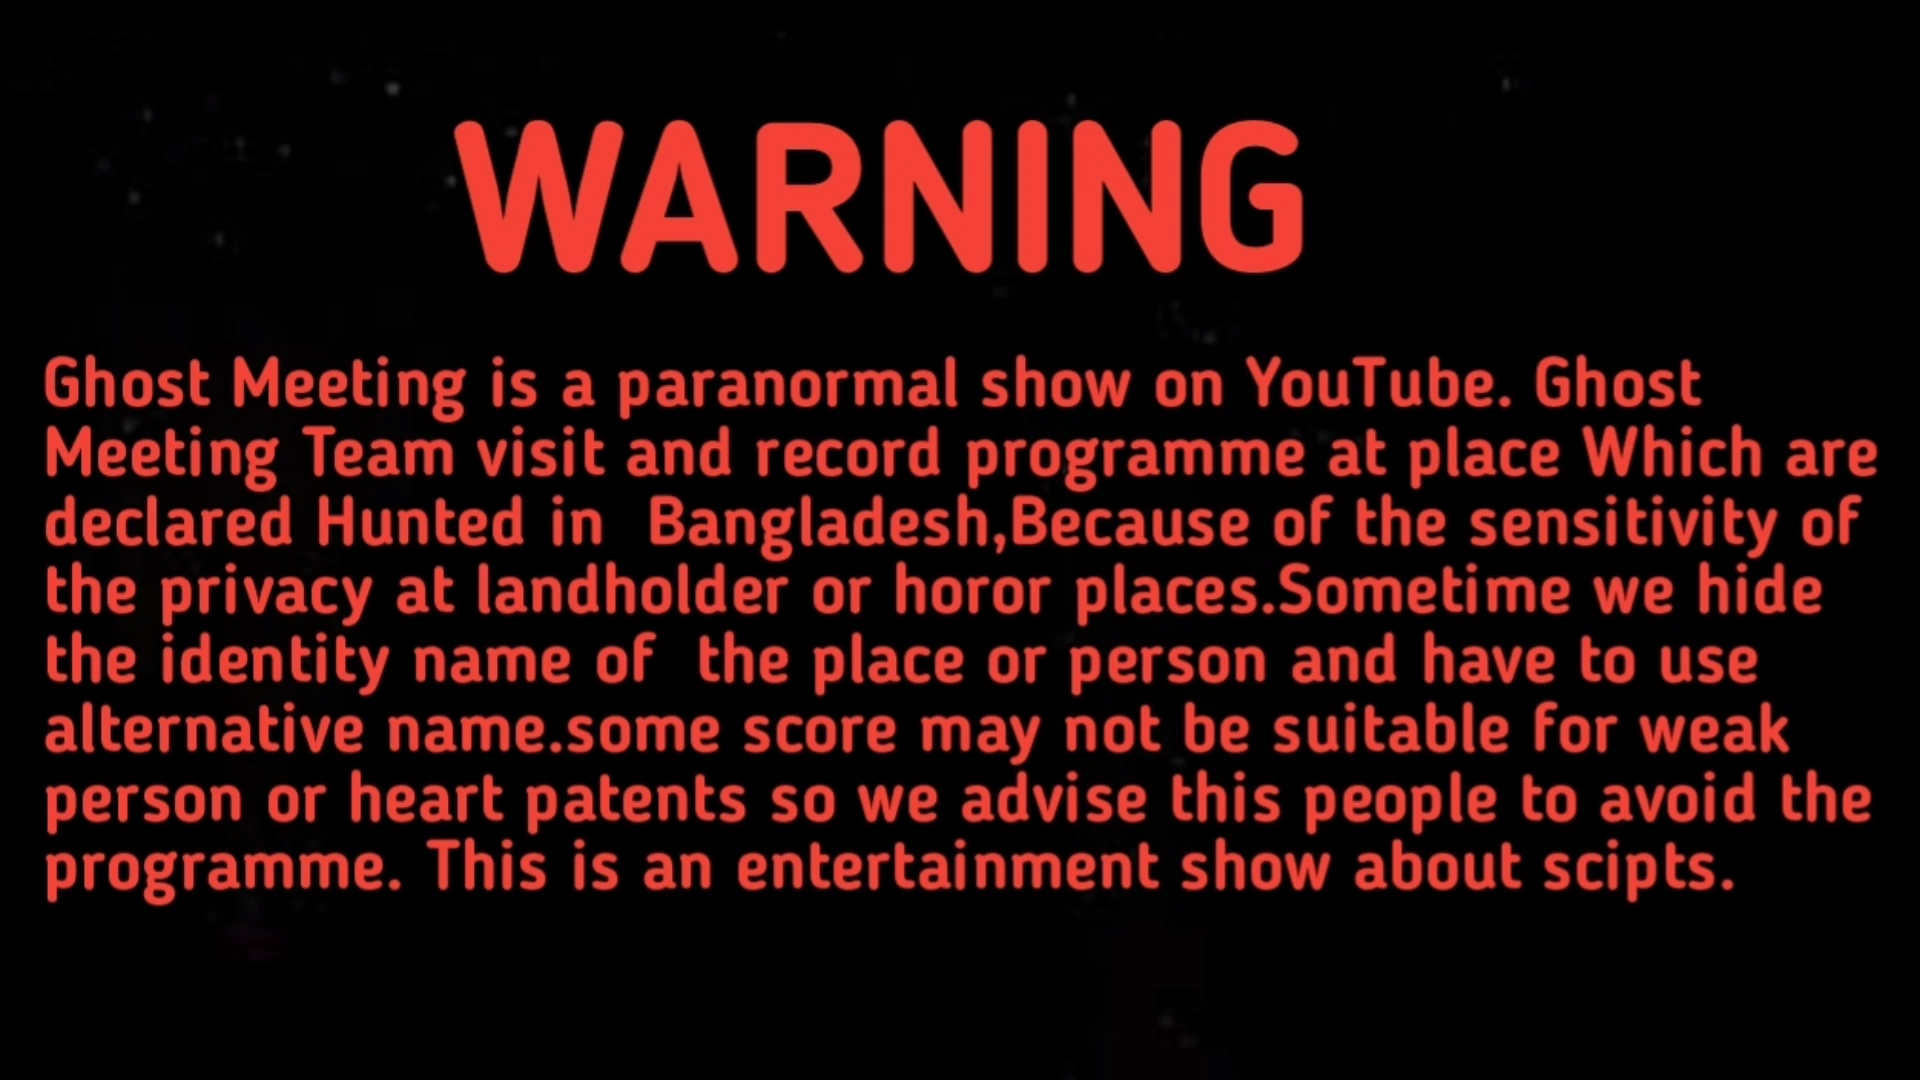 WARNING
Ghost Meeting is a paranormal show on YouTube. Ghost
Meeting Team visit and record programme at place Which are
declared Hunted in  Bangladesh,Because of the sensitivity of
the privacy at landholder or horor places.Sometime we hide
the identity name of  the place or person and have to use
alternative name.some score may not be suitable for weak
person or heart patents so we advise this people to avoid the
programme. This is an entertainment show about scipts.